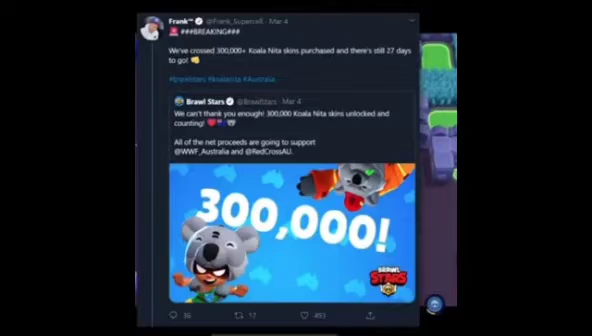 Frank™ @Frank_Supercell · Mar 4
###BREAKING###
We've crossed 300,000+ Koala Nita skins purchased and there's still 27 days
to go!
#brawlstars #koalanita #Australia
Brawl Stars @BrawlStars · Mar 4
We can't thank you enough! 300,000 Koala Nita skins unlocked and
counting!
All of the net proceeds are going to support
@WWF_Australia and @RedCrossAU.
300,000!
BRAWL
STARS
36 17 493